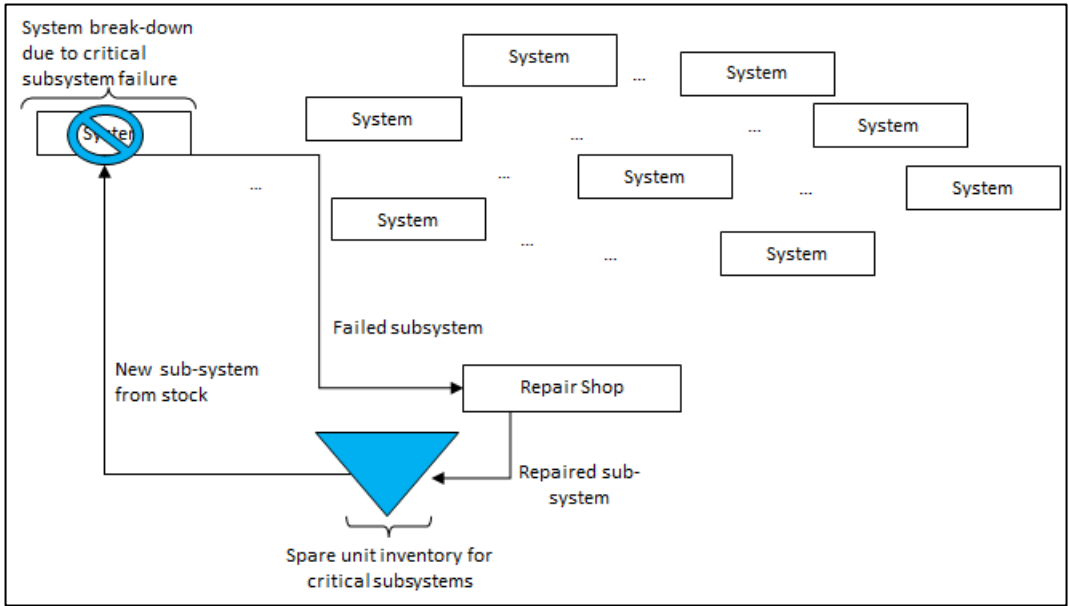 System break-down
due to critical
subsystem failure
System
System
...
System
System
System
...
...
System
...
System
...
System
...
System
...
System
...
Failed subsystem
New sub-system
from stock
Repair Shop
Repaired sub-
system
Spare unit inventory for
critical subsystems